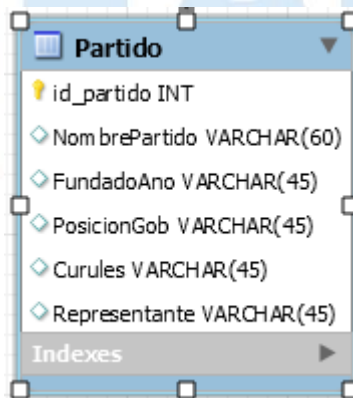 Partido
id_partido INT
NombrePartido VARCHAR(60)
FundadoAno VARCHAR(45)
PosicionGob VARCHAR(45)
Curules VARCHAR(45)
Representante VARCHAR(45)
Indexes